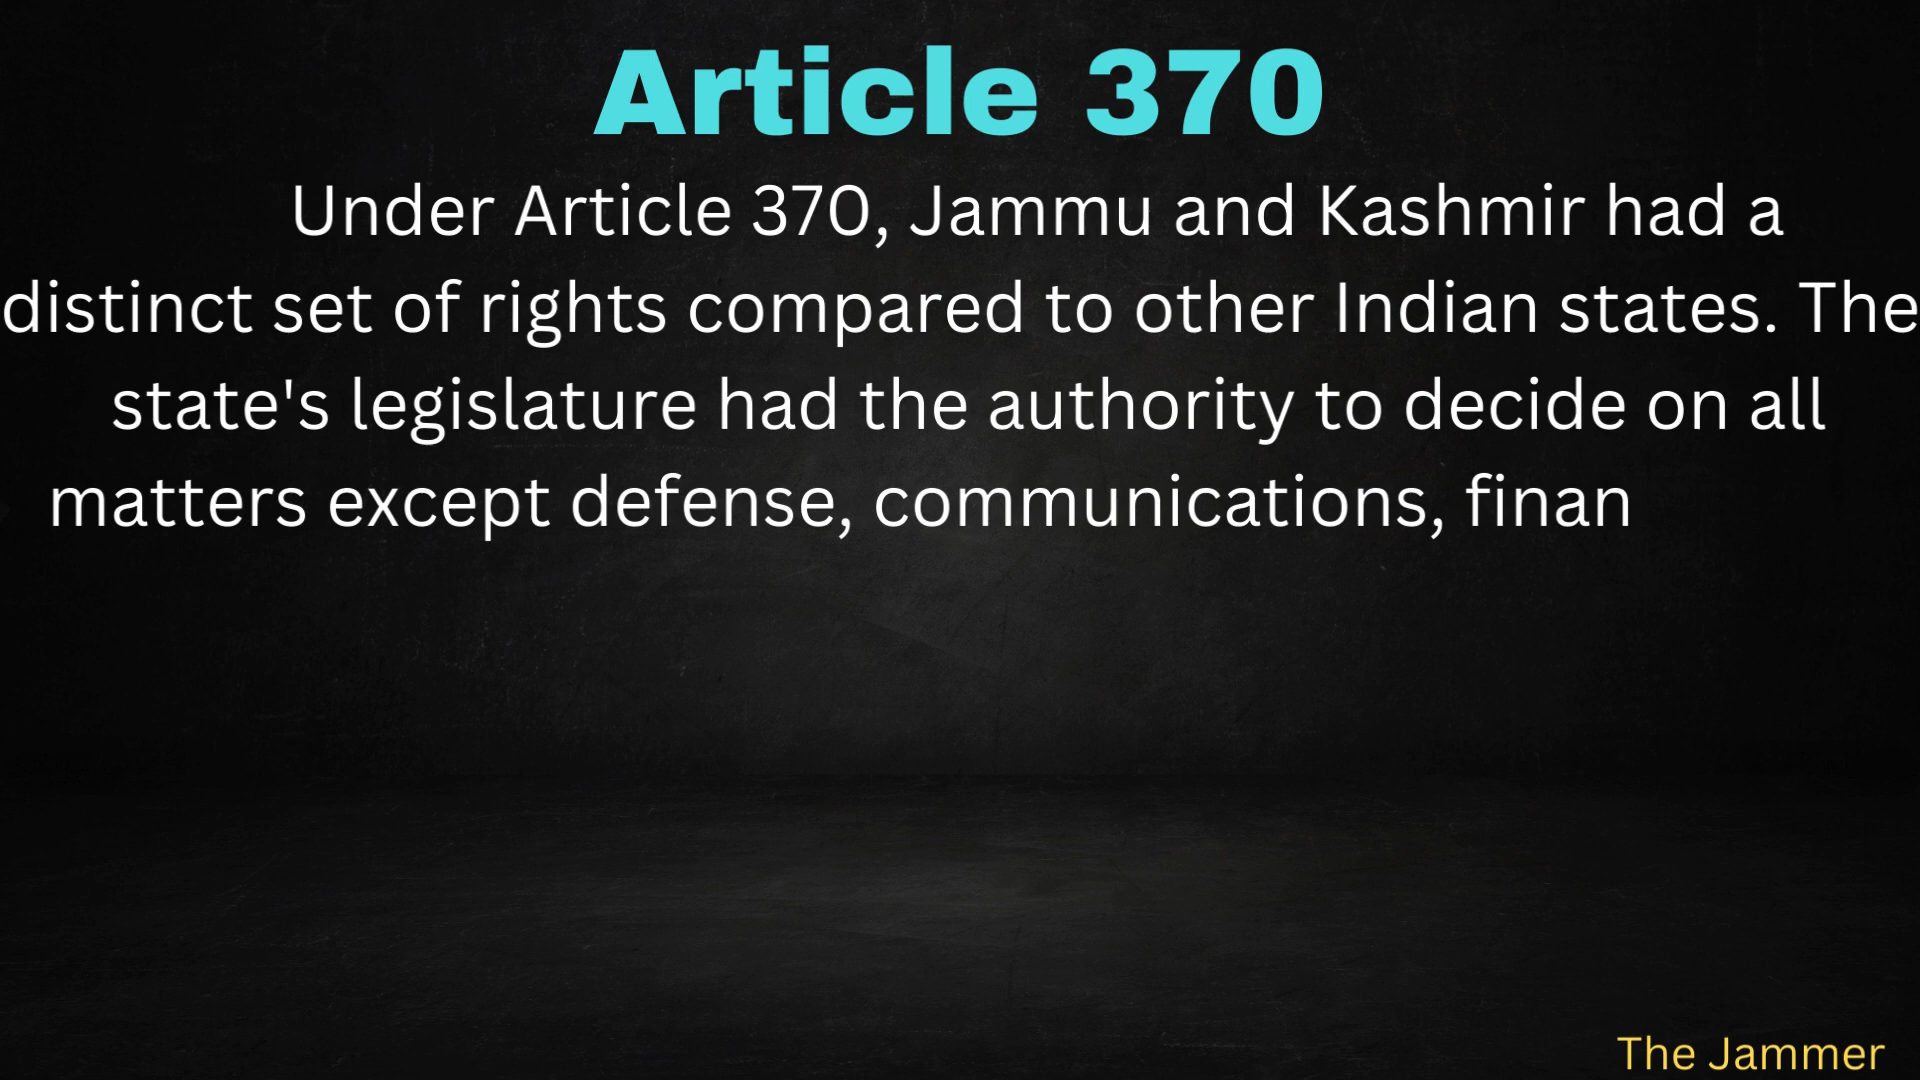 Article 370
Under Article 370, Jammu and Kashmir had a
distinct set of rights compared to other Indian states. The
state's legislature had the authority to decide on all
matters except defense, communications, finan
The Jammer